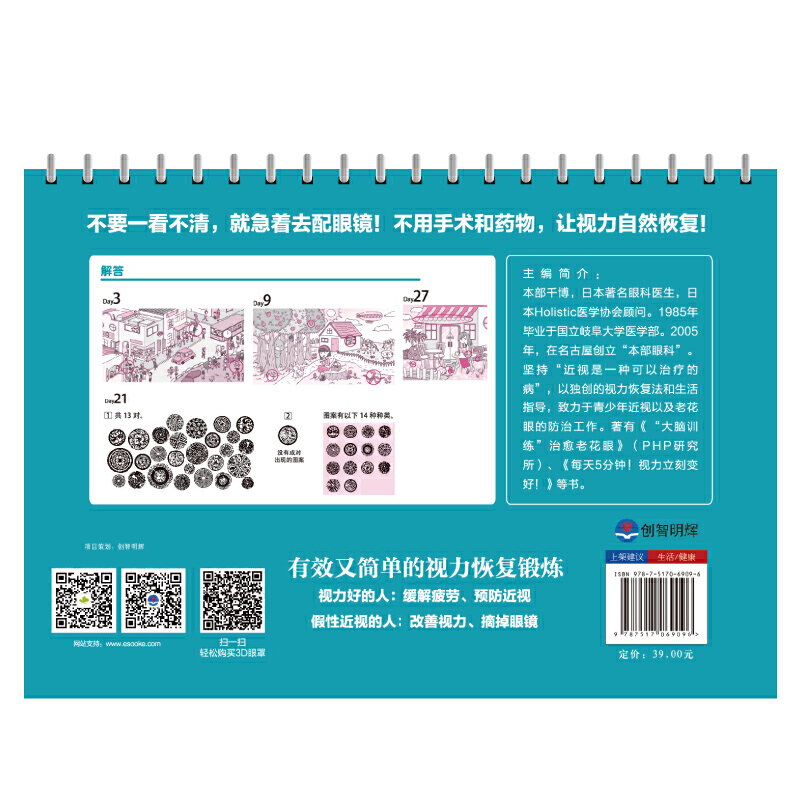 不要一看不清，就急着去配眼镜！不用手术和药物，让视力自然恢复！
解答
Day3
Day9
Day27
Day21
1 共 13 对。
2
没有成对
出现的图案
图案有以下 14 种种类。
主编简介：
本部千博，日本著名眼科医生，日
本Holistic医学协会顾问。1985年
毕业于国立岐阜大学医学部。2005
年，在名古屋创立“本部眼科”。
坚持“近视是一种可以治疗的
病”，以独创的视力恢复法和生活
指导，致力于青少年近视以及老花
眼的防治工作。著有《“大脑训
练”治愈老花眼》（PHP研究
所）、《每天5分钟！视力立刻变
好！》等书。
项目策划：创智明辉
网站支持：www.esooke.com
扫一扫
轻松购买3D眼罩
有效又简单的视力恢复锻炼
视力好的人：缓解疲劳、预防近视
假性近视的人：改善视力、摘掉眼镜
创智明辉
上架建议 生活/健康
ISBN 978-7-5170-6909-6
9 787517 069096 >
定价：39.00元